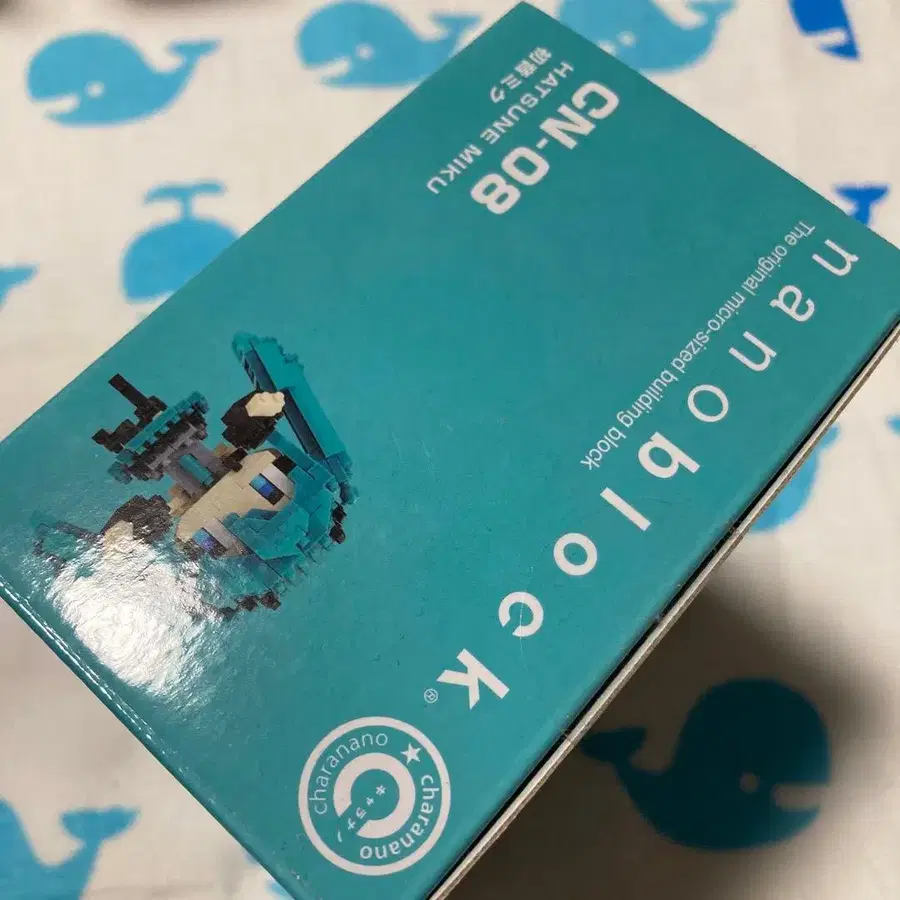 nanoblock®
The original micro-sized building block
CN-08
HATSUNE MIKU
初音ミク
charanano ★ charanano
キャラナノ